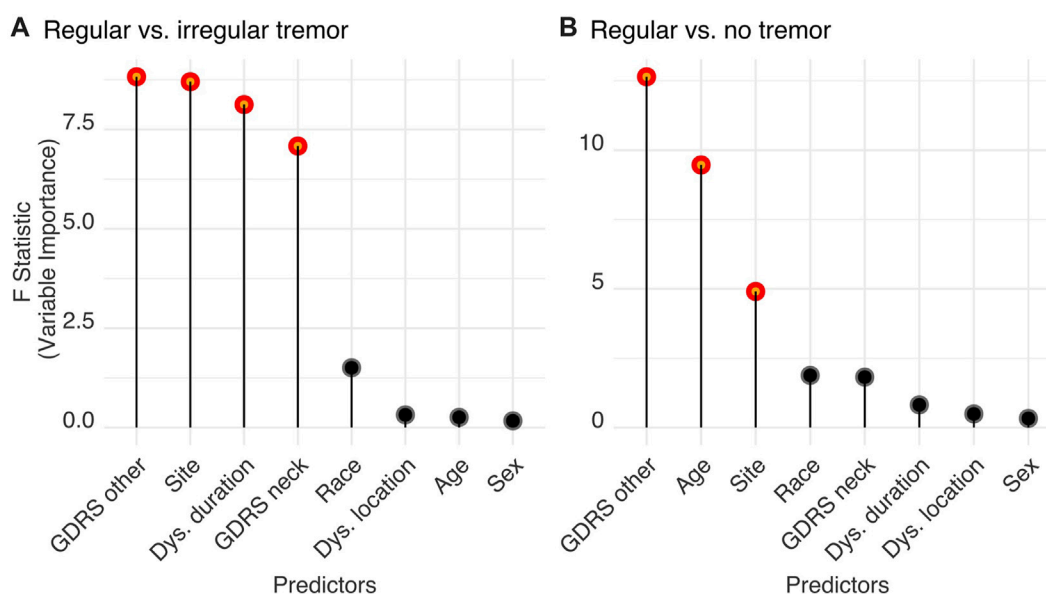 A Regular vs. irregular tremor
F Statistic
(Variable Importance)
7.5
5.0
2.5
0.0
GDRS other
Site
Dys. duration
GDRS neck
Race
Dys. location
Age
Sex
Predictors
B Regular vs. no tremor
10
5
0
GDRS other
Age
Site
Race
GDRS neck
Dys. duration
Dys. location
Sex
Predictors